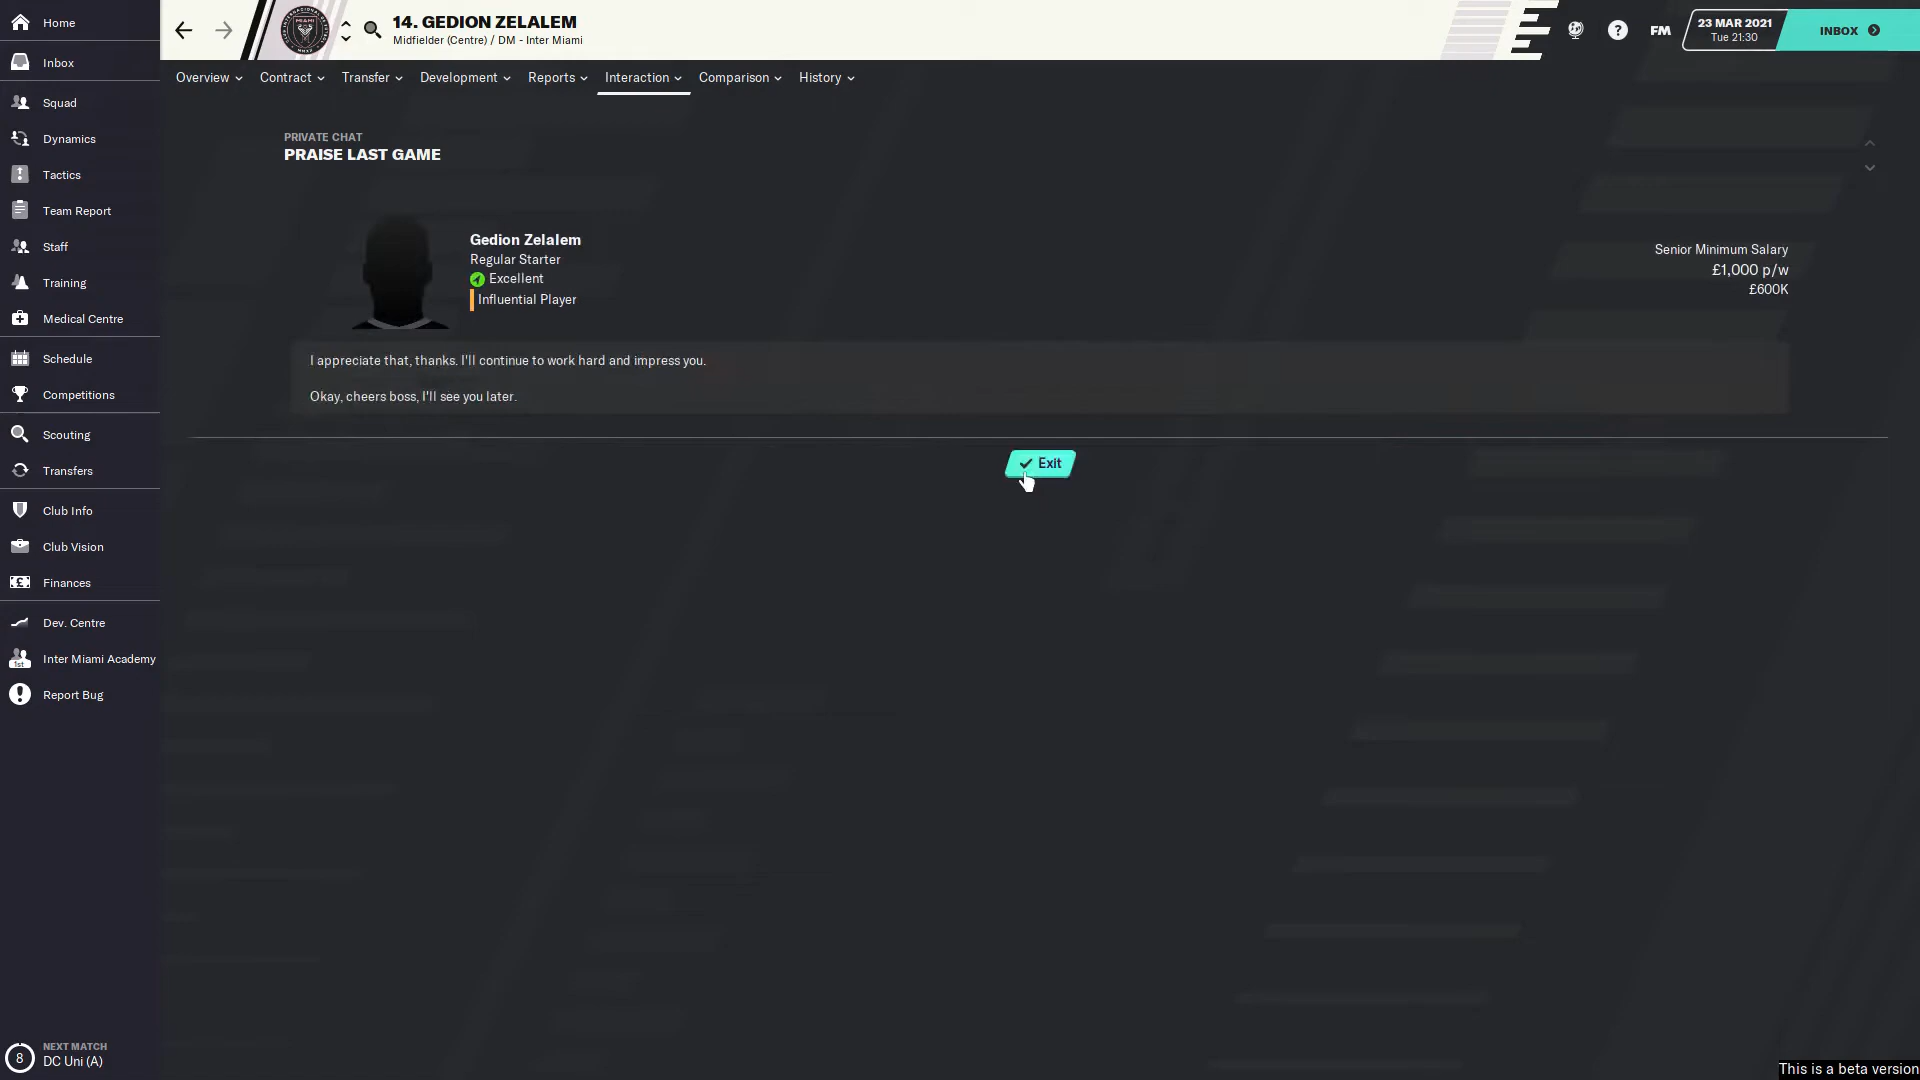 Home
Inbox
Squad
Dynamics
Tactics
Team Report
Staff
Training
Medical Centre
Schedule
Competitions
Scouting
Transfers
Club Info
Club Vision
Finances
Dev. Centre
1st
Inter Miami Academy
Report Bug
8
NEXT MATCH
DC Uni (A)
14. GEDION ZELALEM
Midfielder (Centre) / DM - Inter Miami
? FM
23 MAR 2021
Tue 21:30
INBOX
Overview Contract Transfer Development Reports Interaction Comparison History
PRIVATE CHAT
PRAISE LAST GAME
Gedion Zelalem
Regular Starter
Excellent
Influential Player
Senior Minimum Salary
£1,000 p/w
£600K
I appreciate that, thanks. I'll continue to work hard and impress you.
Okay, cheers boss, I'll see you later.
Exit
This is a beta version